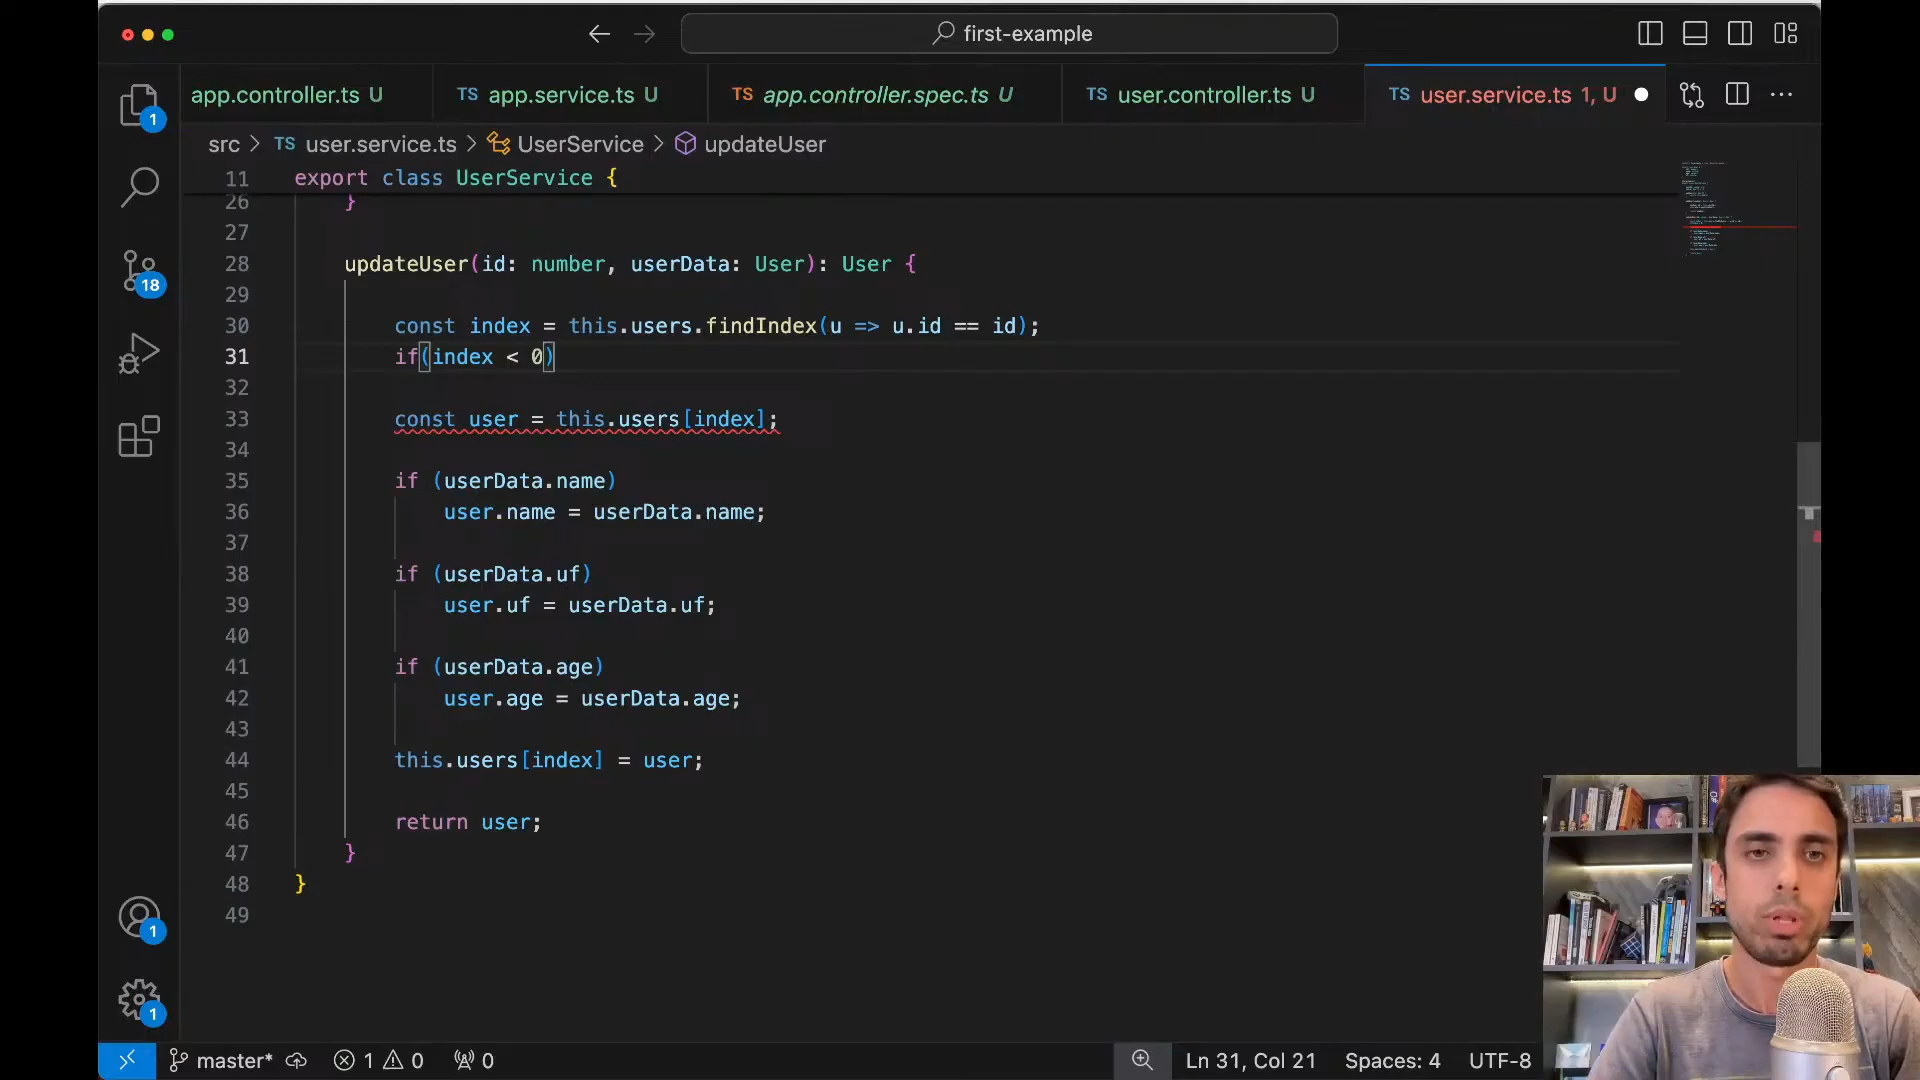 first-example
app.controller.ts U
TS app.service.ts U
TS app.controller.spec.ts U
TS user.controller.ts U
TS user.service.ts 1, U
src > TS user.service.ts > UserService > updateUser
11 export class UserService {
26 }
27
28 updateUser(id: number, userData: User): User {
29
30 const index = this.users.findIndex(u => u.id == id);
31 if(index < 0)
32
33 const user = this.users[index];
34
35 if (userData.name)
36 user.name = userData.name;
37
38 if (userData.uf)
39 user.uf = userData.uf;
40
41 if (userData.age)
42 user.age = userData.age;
43
44 this.users[index] = user;
45
46 return user;
47 }
48 }
49
1
18
1
1
master* 1 0 0
Ln 31, Col 21 Spaces: 4 UTF-8